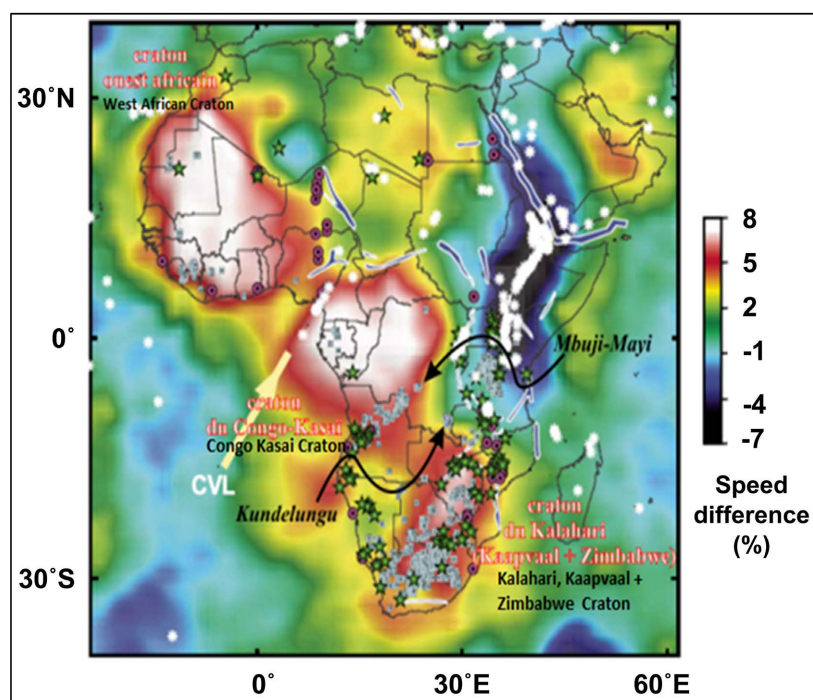 craton
ouest africain
West African Craton
30°N
0°
30°S
Mbuji-Mayi
craton
du Congo-Kasai
Congo Kasai Craton
CVL
Kundelungu
craton
du Kalahari
(Kaapvaal + Zimbabwe)
Kalahari, Kaapvaal +
Zimbabwe Craton
0°
30°E
60°E
8
5
2
-1
-4
-7
Speed
difference
(%)